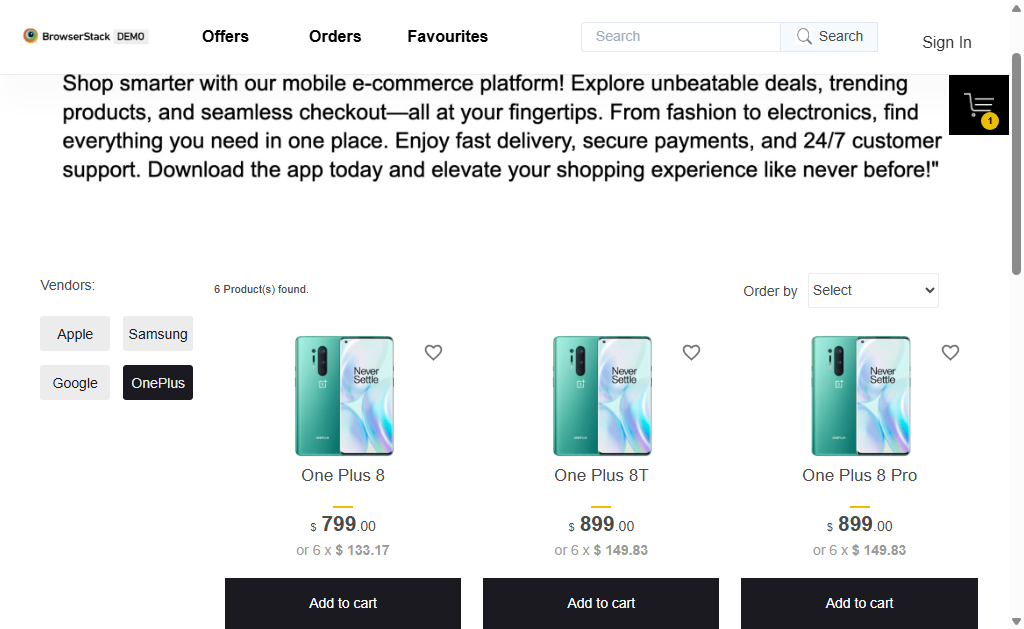 BrowserStack DEMO
Offers
Orders
Favourites
Search
Search
Sign In
Shop smarter with our mobile e-commerce platform! Explore unbeatable deals, trending
products, and seamless checkout—all at your fingertips. From fashion to electronics, find
everything you need in one place. Enjoy fast delivery, secure payments, and 24/7 customer
support. Download the app today and elevate your shopping experience like never before!"
1
Vendors:
6 Product(s) found.
Order by
Select
Apple
Samsung
Google
OnePlus
Never
Settle
Never
Settle
Never
Settle
One Plus 8
One Plus 8T
One Plus 8 Pro
$ 799.00
$ 899.00
$ 899.00
or 6 x $ 133.17
or 6 x $ 149.83
or 6 x $ 149.83
Add to cart
Add to cart
Add to cart